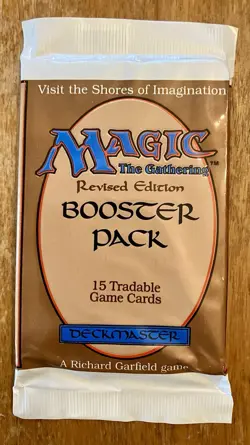 Visit the Shores of Imagination
MAGIC
The Gathering™
Revised Edition
BOOSTER
PACK
15 Tradable
Game Cards
DECKMASTER
A Richard Garfield game